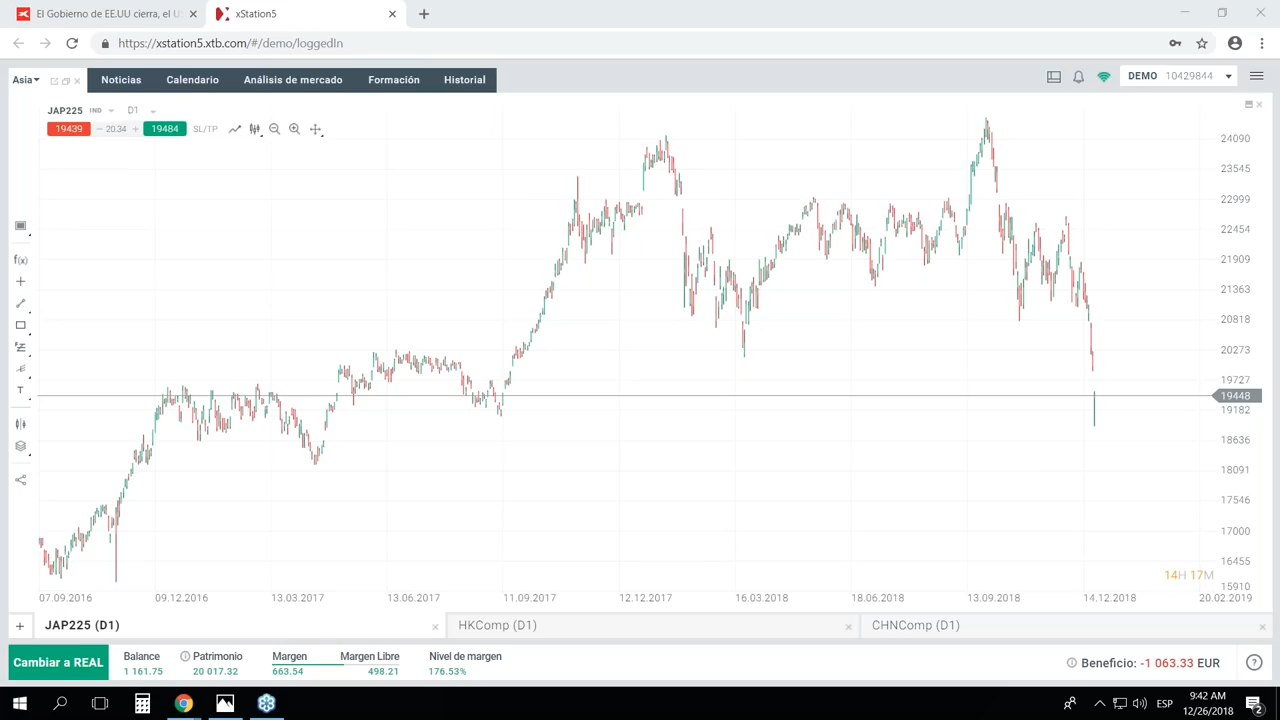 El Gobierno de EE.UU cierra, el U
xStation5
https://xstation5.xtb.com/#/demo/loggedIn
Asia
Noticias
Calendario
Análisis de mercado
Formación
Historial
DEMO 10429844
JAP225 IND D1
19439
20.34
19484
SL/TP
24090
23545
22999
22454
21909
21363
20818
20273
19727
19448
19182
18636
18091
17546
17000
16455
15910
f(x)
T
14H 17M
07.09.2016
09.12.2016
13.03.2017
13.06.2017
11.09.2017
12.12.2017
16.03.2018
18.06.2018
13.09.2018
14.12.2018
20.02.2019
JAP225 (D1)
HKComp (D1)
CHNComp (D1)
Cambiar a REAL
Balance
1 161.75
Patrimonio
20 017.32
Margen
663.54
Margen Libre
498.21
Nivel de margen
176.53%
Beneficio: -1 063.33 EUR
ESP
9:42 AM
12/26/2018
2